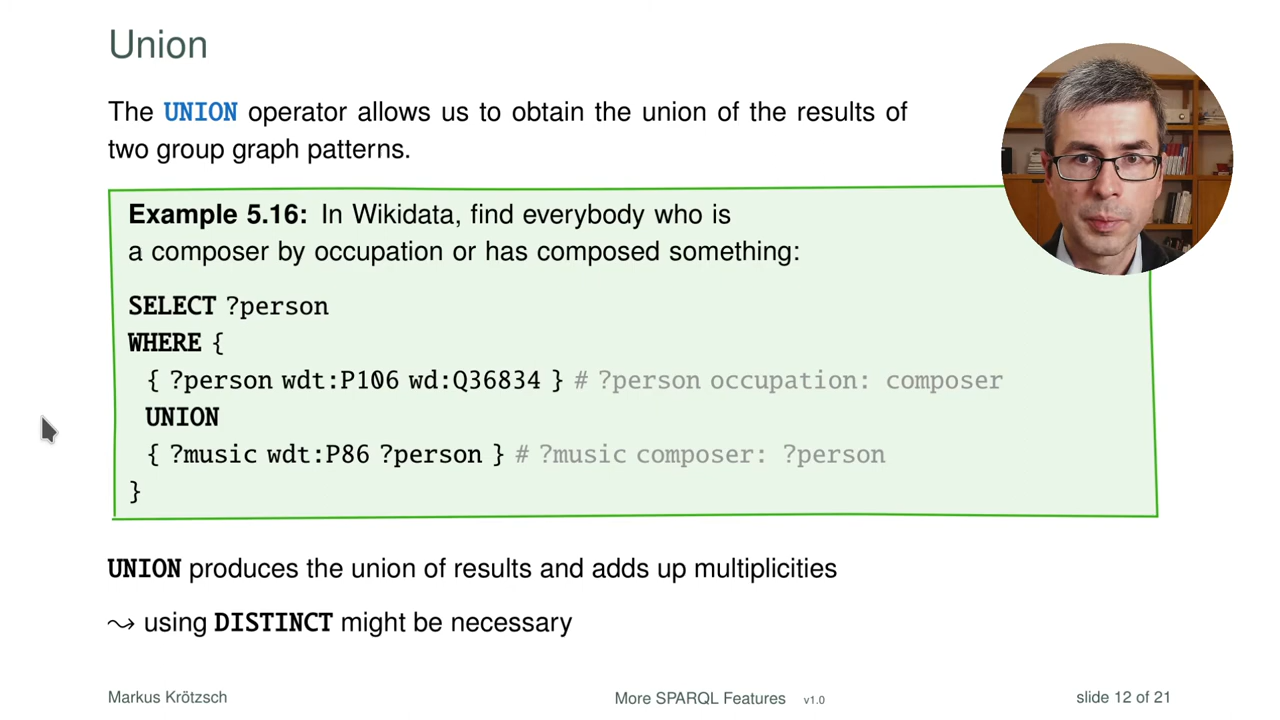 Union
The UNION operator allows us to obtain the union of the results of
two group graph patterns.
Example 5.16: In Wikidata, find everybody who is
a composer by occupation or has composed something:
SELECT ?person
WHERE {
{ ?person wdt:P106 wd:Q36834 } # ?person occupation: composer
UNION
{ ?music wdt:P86 ?person } # ?music composer: ?person
}
UNION produces the union of results and adds up multiplicities
⤳ using DISTINCT might be necessary
Markus Krötzsch More SPARQL Features v1.0 slide 12 of 21